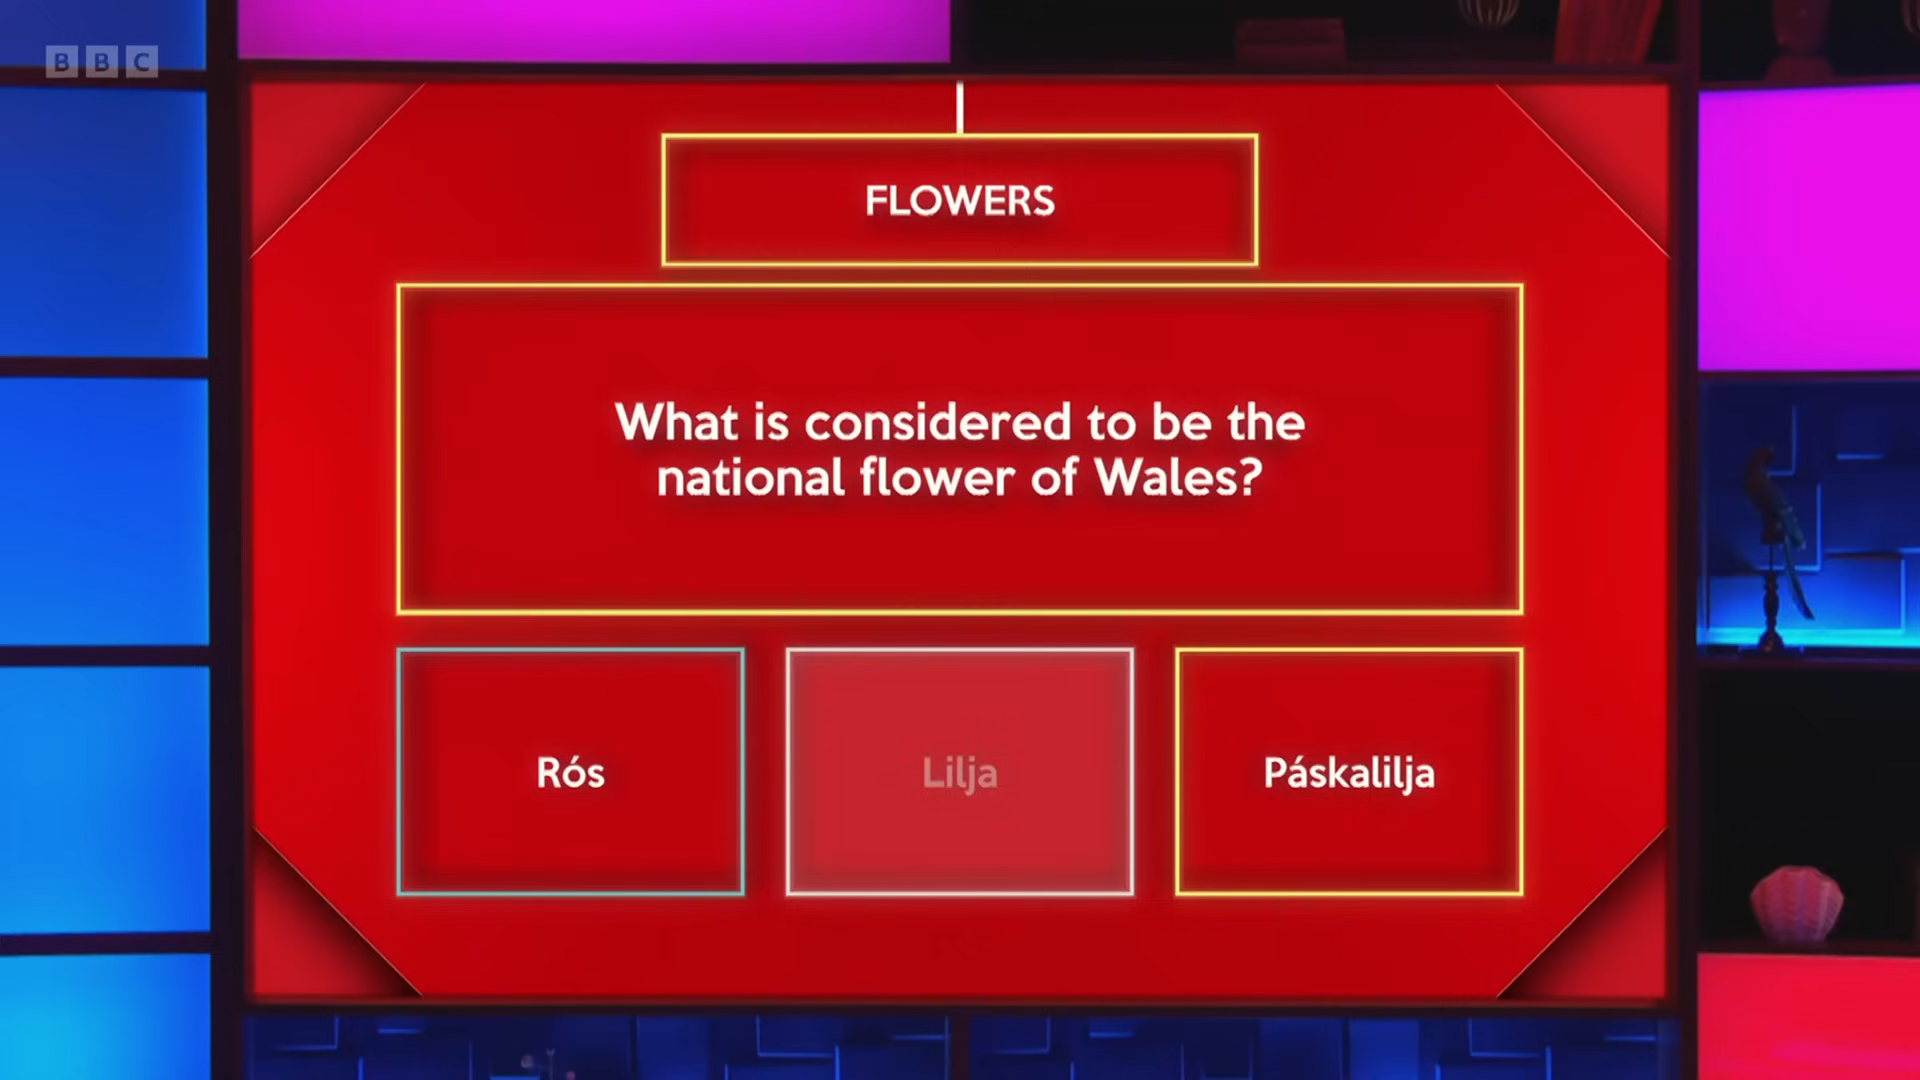 BBC
FLOWERS
What is considered to be the
national flower of Wales?
Rós
Lilja
Páskalilja